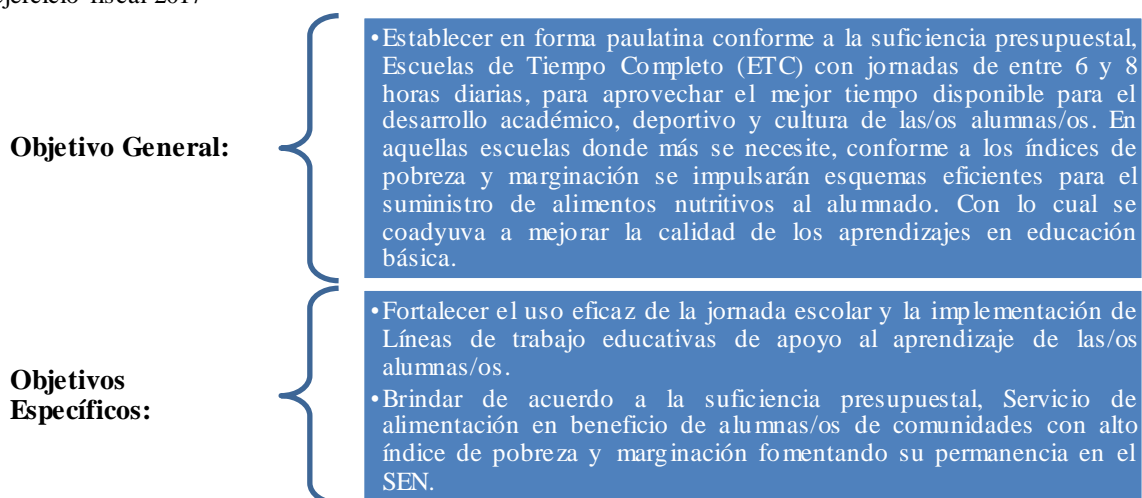 ejercicio fiscal 2017
Objetivo General:
•Establecer en forma paulatina conforme a la suficiencia presupuestal,
Escuelas de Tiempo Completo (ETC) con jornadas de entre 6 y 8
horas diarias, para aprovechar el mejor tiempo disponible para el
desarrollo académico, deportivo y cultura de las/os alumnas/os. En
aquellas escuelas donde más se necesite, conforme a los índices de
pobreza y marginación se impulsarán esquemas eficientes para el
suministro de alimentos nutritivos al alumnado. Con lo cual se
coadyuva a mejorar la calidad de los aprendizajes en educación
básica.
Objetivos
Específicos:
•Fortalecer el uso eficaz de la jornada escolar y la implementación de
Líneas de trabajo educativas de apoyo al aprendizaje de las/os
alumnas/os.
•Brindar de acuerdo a la suficiencia presupuestal, Servicio de
alimentación en beneficio de alumnas/os de comunidades con alto
índice de pobreza y marginación fomentando su permanencia en el
SEN.